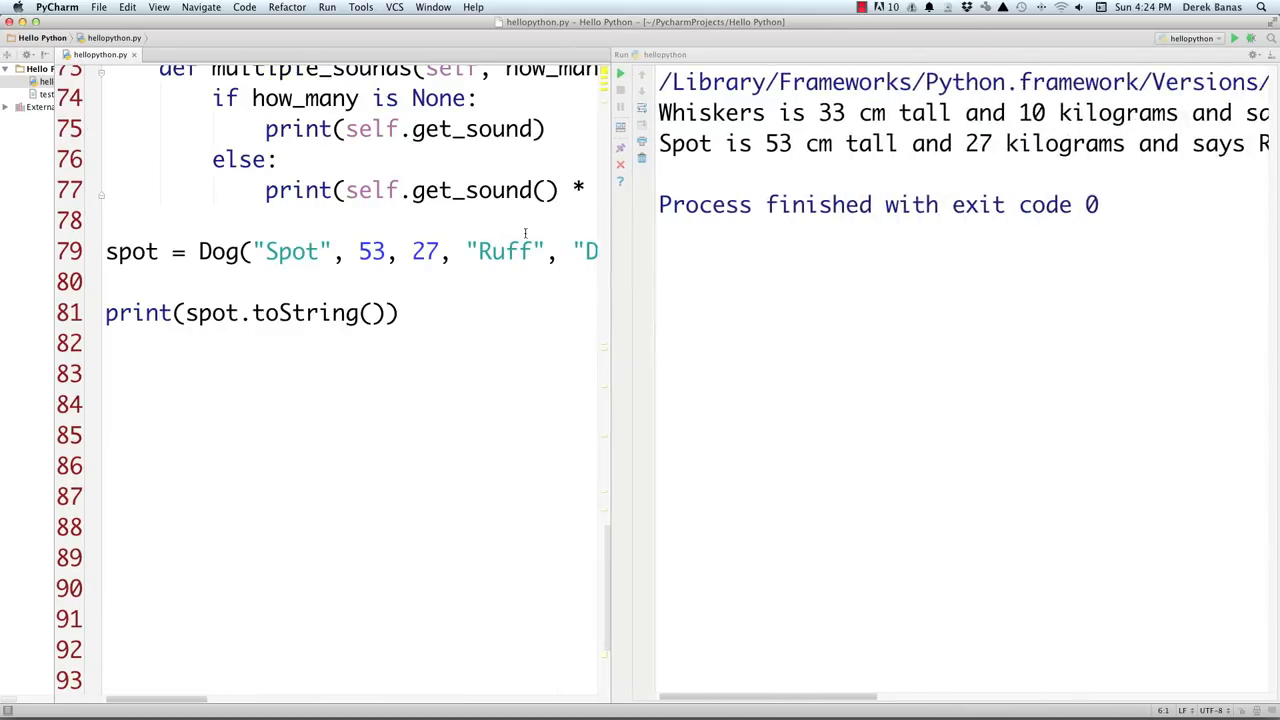 PyCharm File Edit View Navigate Code Refactor Run Tools VCS Window Help 10 Sun 4:24 PM Derek Banas
hellopython.py – Hello Python – [~/PycharmProjects/Hello Python]
Hello Python hellopython.py hellopython
hellopython.py
Run hellopython
Hello P
hell
test
Externa
73 def multiple_sounds(self, how_man
74 if how_many is None:
75 print(self.get_sound)
76 else:
77 print(self.get_sound() *
78
79 spot = Dog("Spot", 53, 27, "Ruff", "D
80
81 print(spot.toString())
82
83
84
85
86
87
88
89
90
91
92
93
/Library/Frameworks/Python.framework/Versions/
Whiskers is 33 cm tall and 10 kilograms and sa
Spot is 53 cm tall and 27 kilograms and says R
Process finished with exit code 0
6:1 LF UTF-8